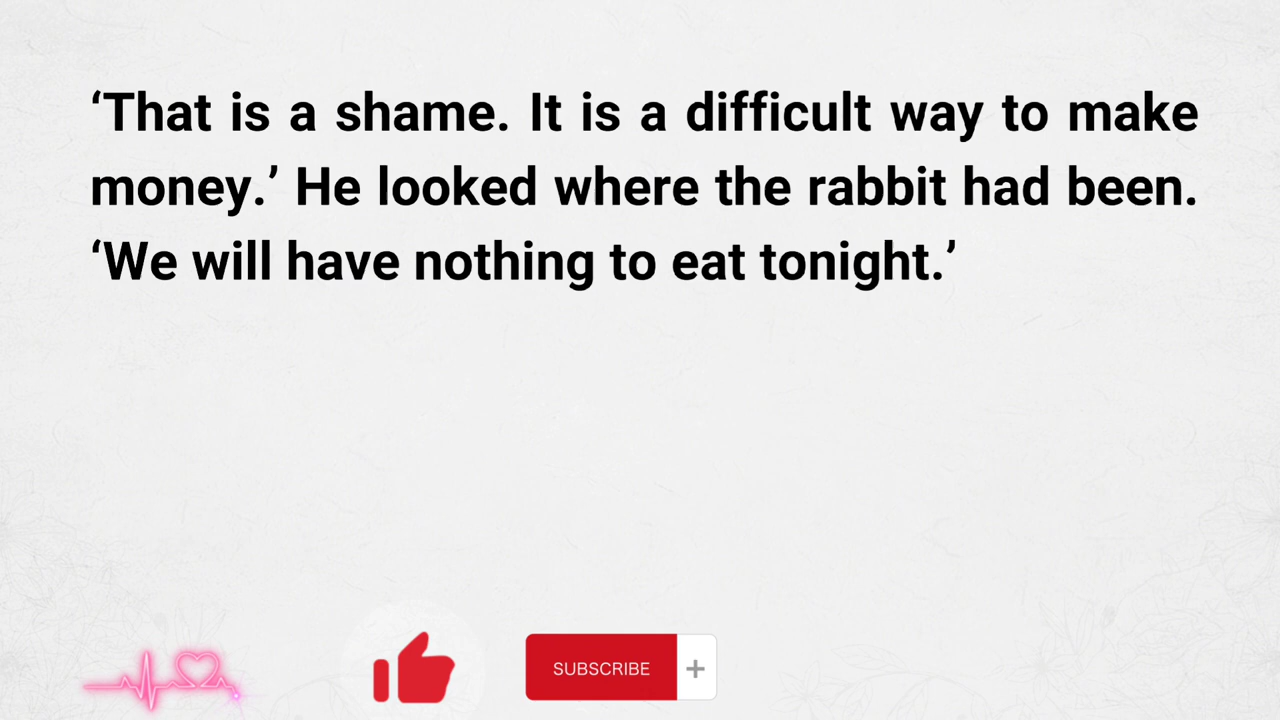 ‘That is a shame. It is a difficult way to make
money.’ He looked where the rabbit had been.
‘We will have nothing to eat tonight.’
SUBSCRIBE +